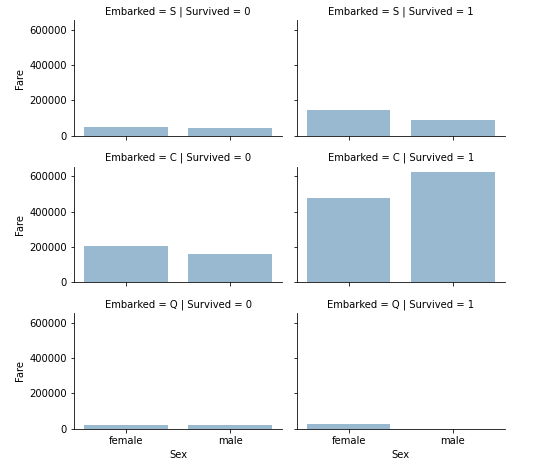 Embarked = S | Survived = 0
Embarked = S | Survived = 1
600000
400000
200000
0
Fare
Embarked = C | Survived = 0
Embarked = C | Survived = 1
600000
400000
200000
0
Fare
Embarked = Q | Survived = 0
Embarked = Q | Survived = 1
600000
400000
200000
0
Fare
female male
Sex
female male
Sex